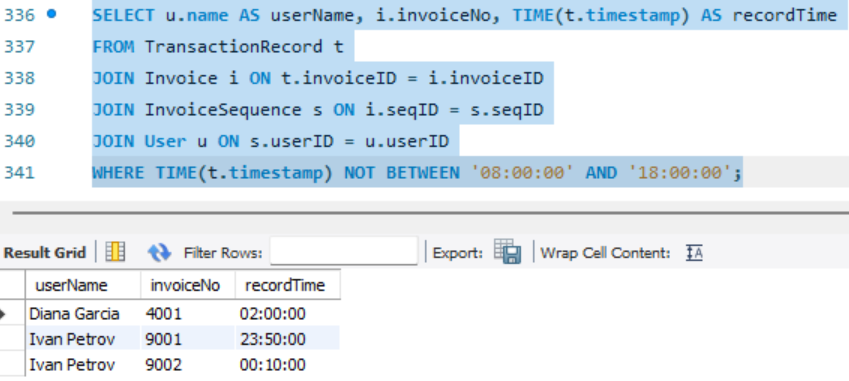 336 SELECT u.name AS userName, i.invoiceNo, TIME(t.timestamp) AS recordTime
337 FROM TransactionRecord t
338 JOIN Invoice i ON t.invoiceID = i.invoiceID
339 JOIN InvoiceSequence s ON i.seqID = s.seqID
340 JOIN User u ON s.userID = u.userID
341 WHERE TIME(t.timestamp) NOT BETWEEN '08:00:00' AND '18:00:00';
Result Grid Filter Rows: Export: Wrap Cell Content: IA
userName invoiceNo recordTime
Diana Garcia 4001 02:00:00
Ivan Petrov 9001 23:50:00
Ivan Petrov 9002 00:10:00